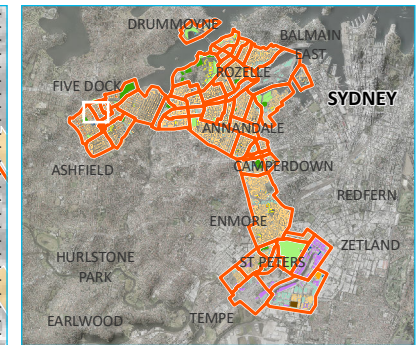 DRUMMOYNE
BALMAIN
EAST
ROZELLE
FIVE DOCK
SYDNEY
ANNANDALE
CAMPERDOWN
ASHFIELD
REDFERN
ENMORE
ZETLAND
HURLSTONE
PARK
ST PETERS
EARLWOOD
TEMPE